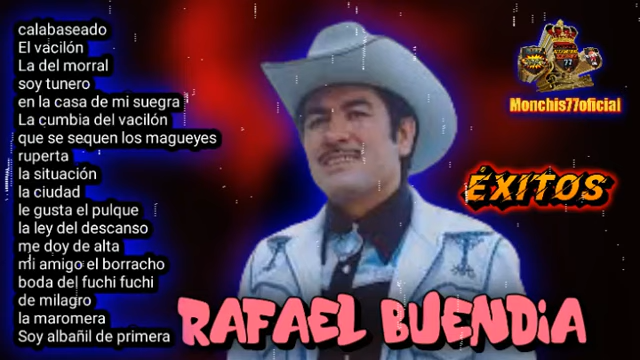 calabaseado
El vacilón
La del morral
soy tunero
en la casa de mi suegra
La cumbia del vacilón
que se sequen los magueyes
ruperta
la situación
la ciudad
le gusta el pulque
la ley del descanso
me doy de alta
mi amigo el borracho
boda del fuchi fuchi
de milagro
la maromera
Soy albañil de primera
77
Monchis77oficial
ÉXITOS
RAFAEL BUENDiA